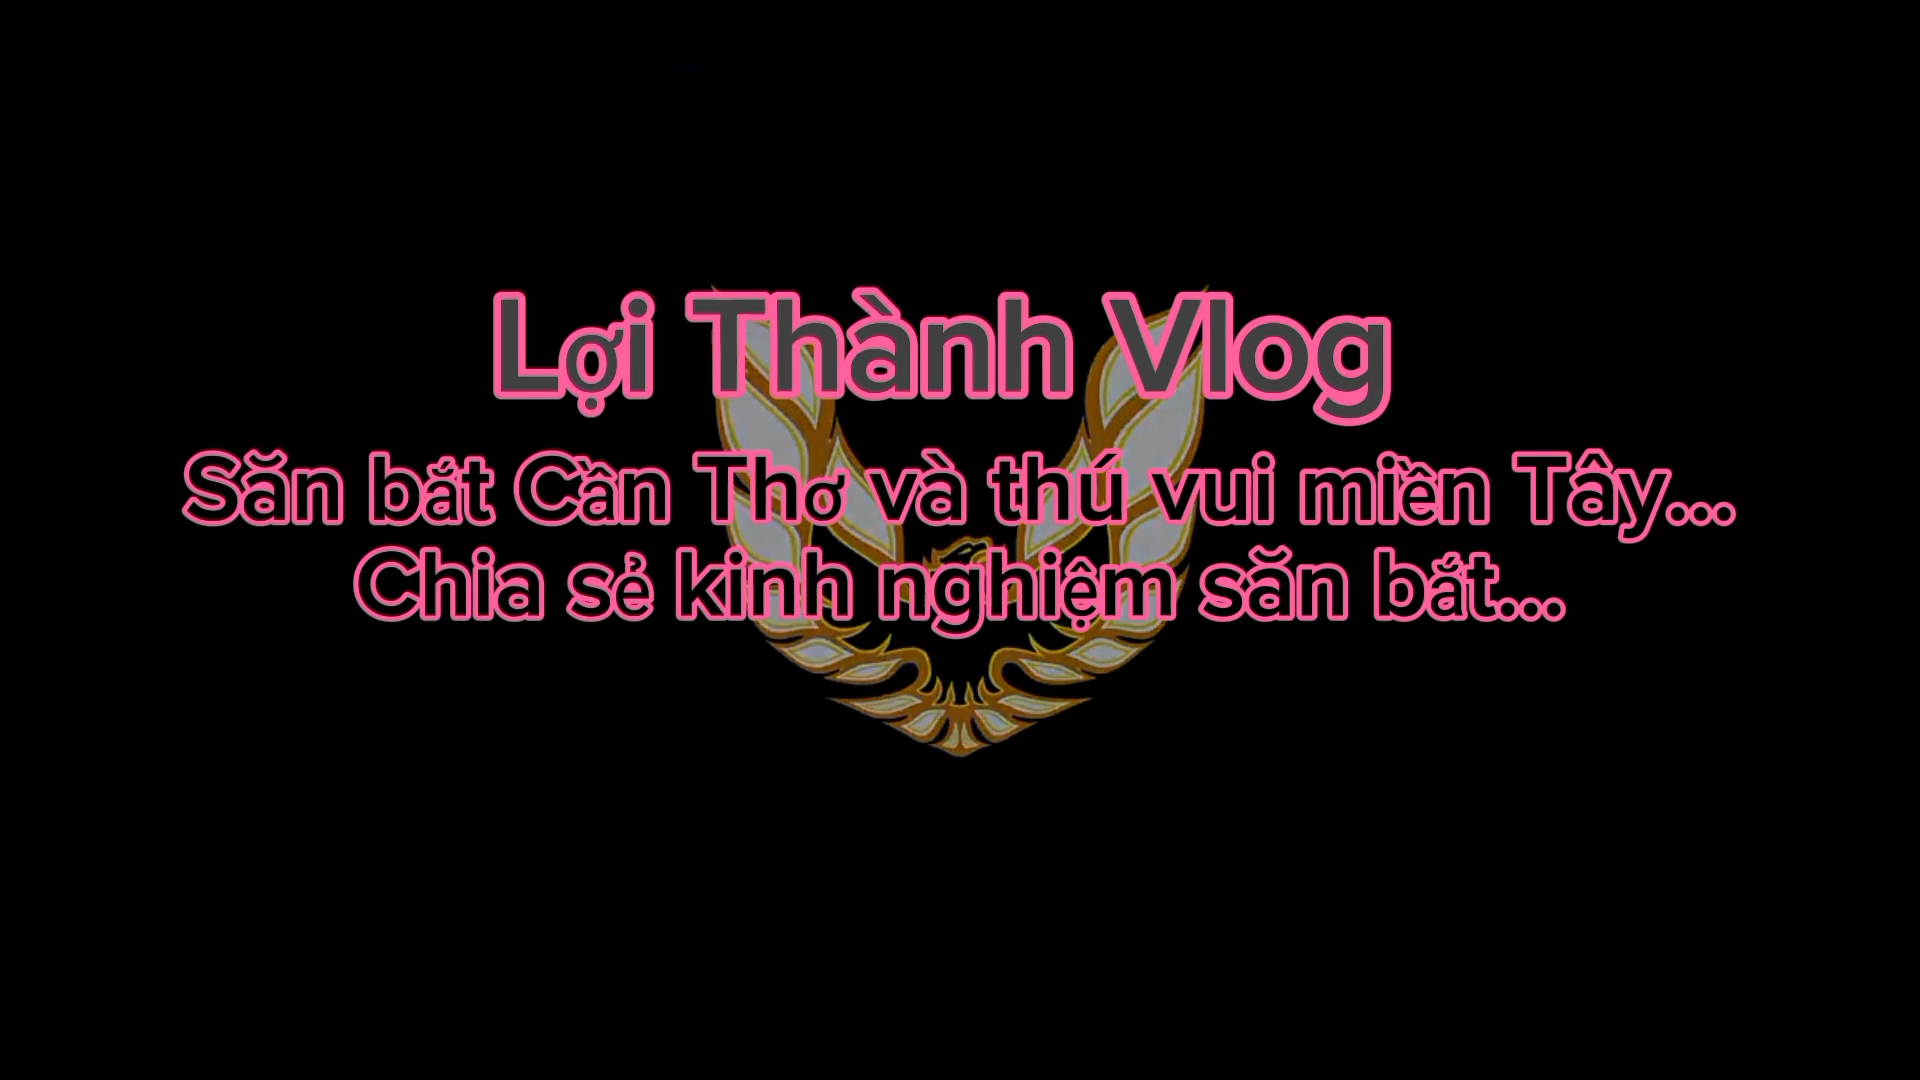 Lợi Thành Vlog
Săn bắt Cần Thơ và thú vui miền Tây...
Chia sẻ kinh nghiệm săn bắt...